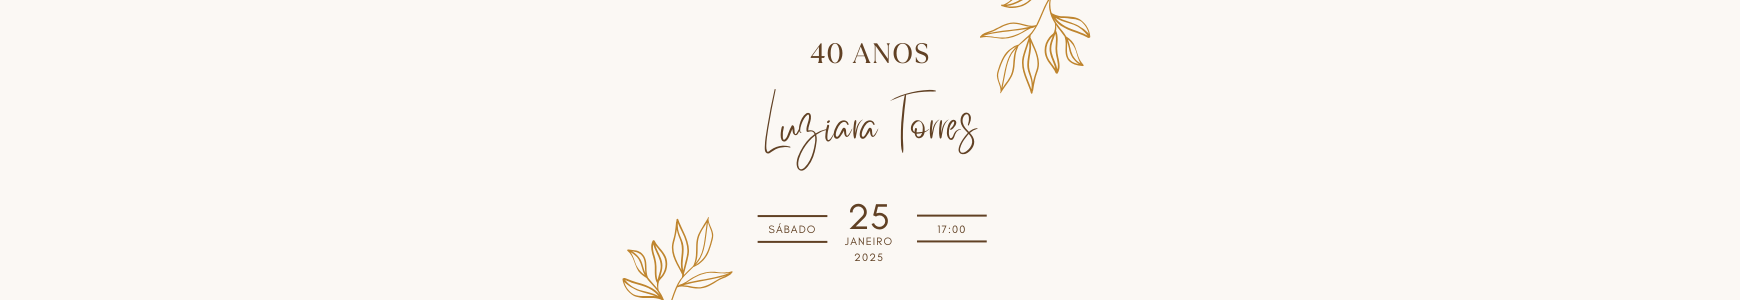 40 ANOS
Luziara Torres
SÁBADO
25
JANEIRO
2025
17:00